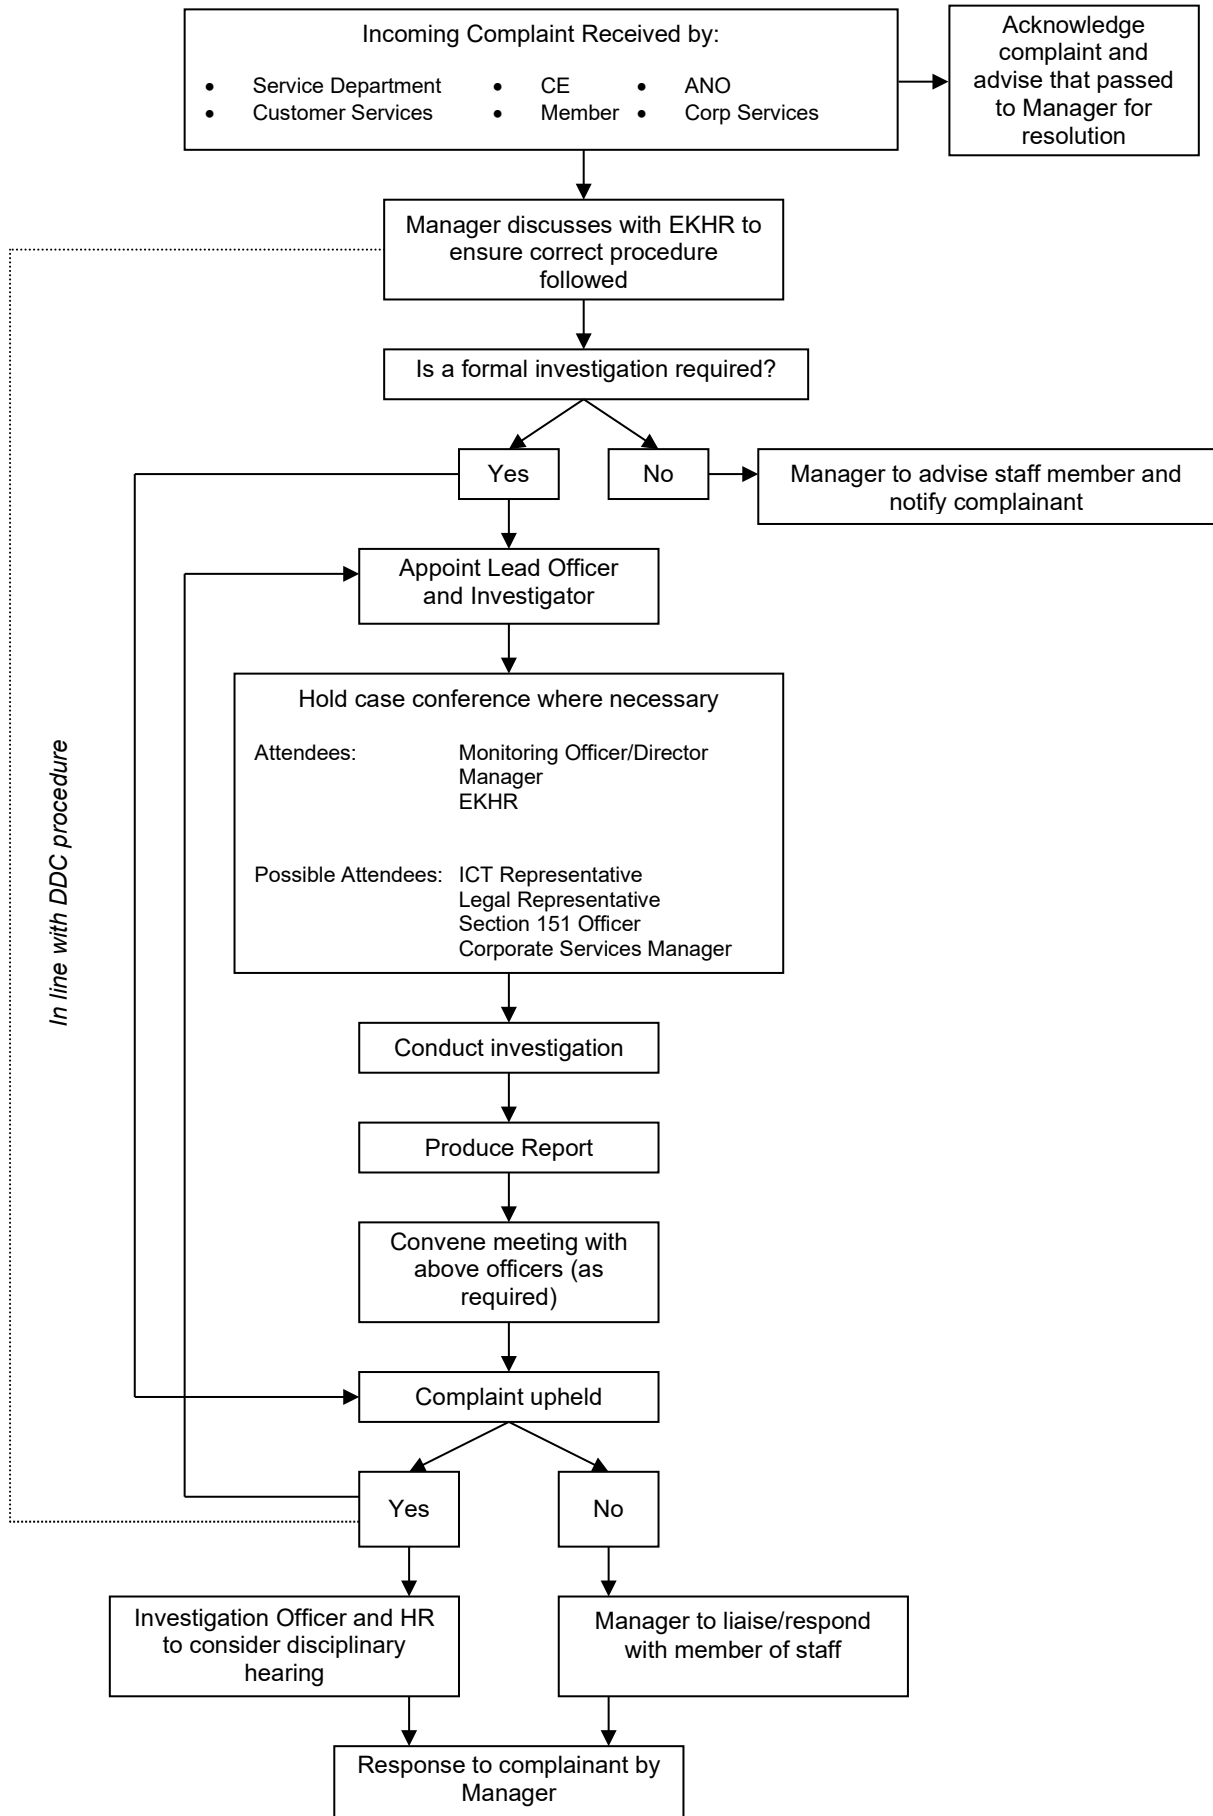 Incoming Complaint Received by:
• Service Department • CE • ANO
• Customer Services • Member • Corp Services
Acknowledge
complaint and
advise that passed
to Manager for
resolution
Manager discusses with EKHR to
ensure correct procedure
followed
Is a formal investigation required?
Yes
No
Manager to advise staff member and
notify complainant
Appoint Lead Officer
and Investigator
Hold case conference where necessary
Attendees: Monitoring Officer/Director
Manager
EKHR
Possible Attendees: ICT Representative
Legal Representative
Section 151 Officer
Corporate Services Manager
In line with DDC procedure
Conduct investigation
Produce Report
Convene meeting with
above officers (as
required)
Complaint upheld
Yes
No
Investigation Officer and HR
to consider disciplinary
hearing
Manager to liaise/respond
with member of staff
Response to complainant by
Manager